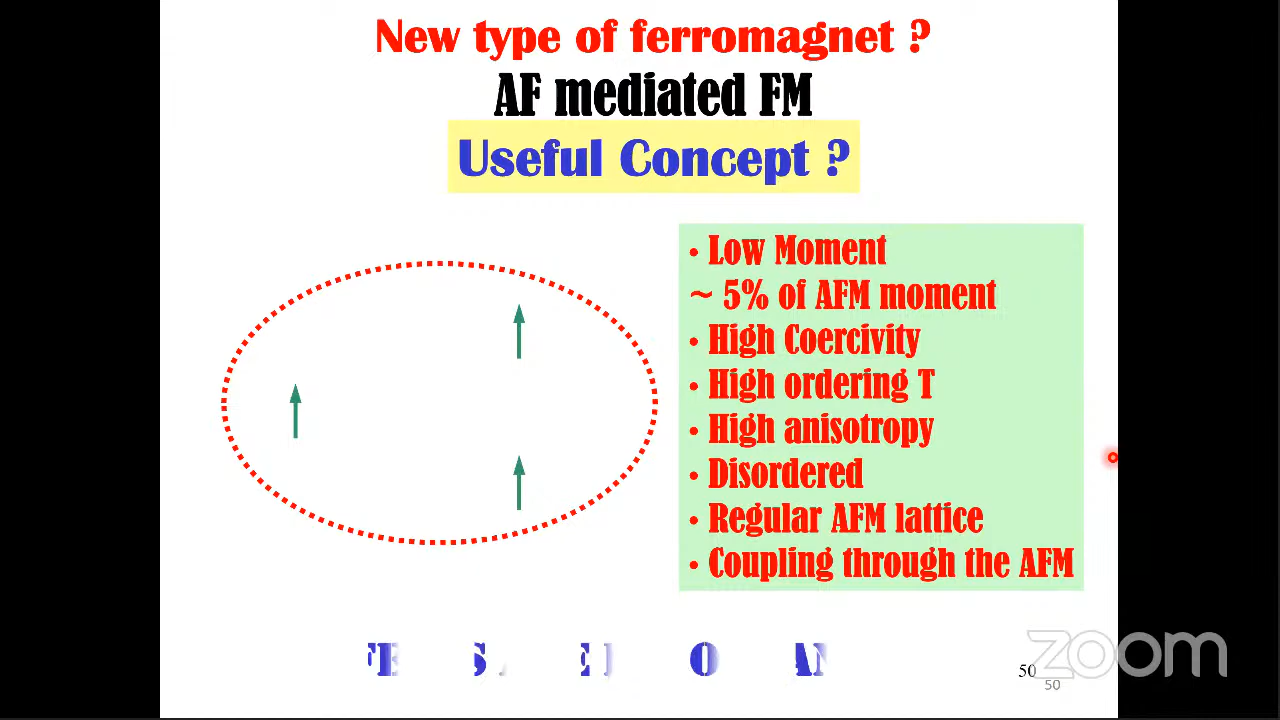 New type of ferromagnet ?
AF mediated FM
Useful Concept ?
• Low Moment
~ 5% of AFM moment
• High Coercivity
• High ordering T
• High anisotropy
• Disordered
• Regular AFM lattice
• Coupling through the AFM
50
50
zoom